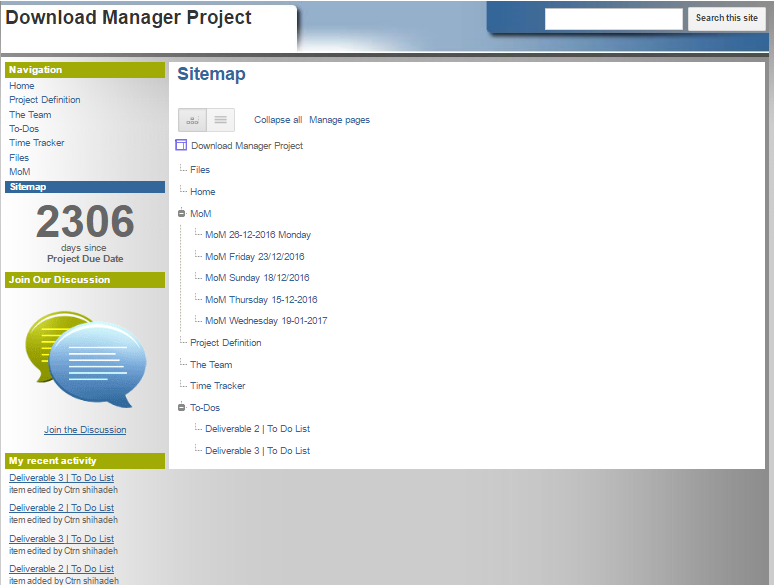 Download Manager Project
Search this site
Navigation
Home
Project Definition
The Team
To-Dos
Time Tracker
Files
MoM
Sitemap
2306
days since
Project Due Date
Join Our Discussion
Join the Discussion
My recent activity
Deliverable 3 | To Do List
item edited by Ctrn shihadeh
Deliverable 2 | To Do List
item edited by Ctrn shihadeh
Deliverable 3 | To Do List
item edited by Ctrn shihadeh
Deliverable 2 | To Do List
item added by Ctrn shihadeh
Sitemap
Collapse all Manage pages
Download Manager Project
Files
Home
MoM
MoM 26-12-2016 Monday
MoM Friday 23/12/2016
MoM Sunday 18/12/2016
MoM Thursday 15-12-2016
MoM Wednesday 19-01-2017
Project Definition
The Team
Time Tracker
To-Dos
Deliverable 2 | To Do List
Deliverable 3 | To Do List